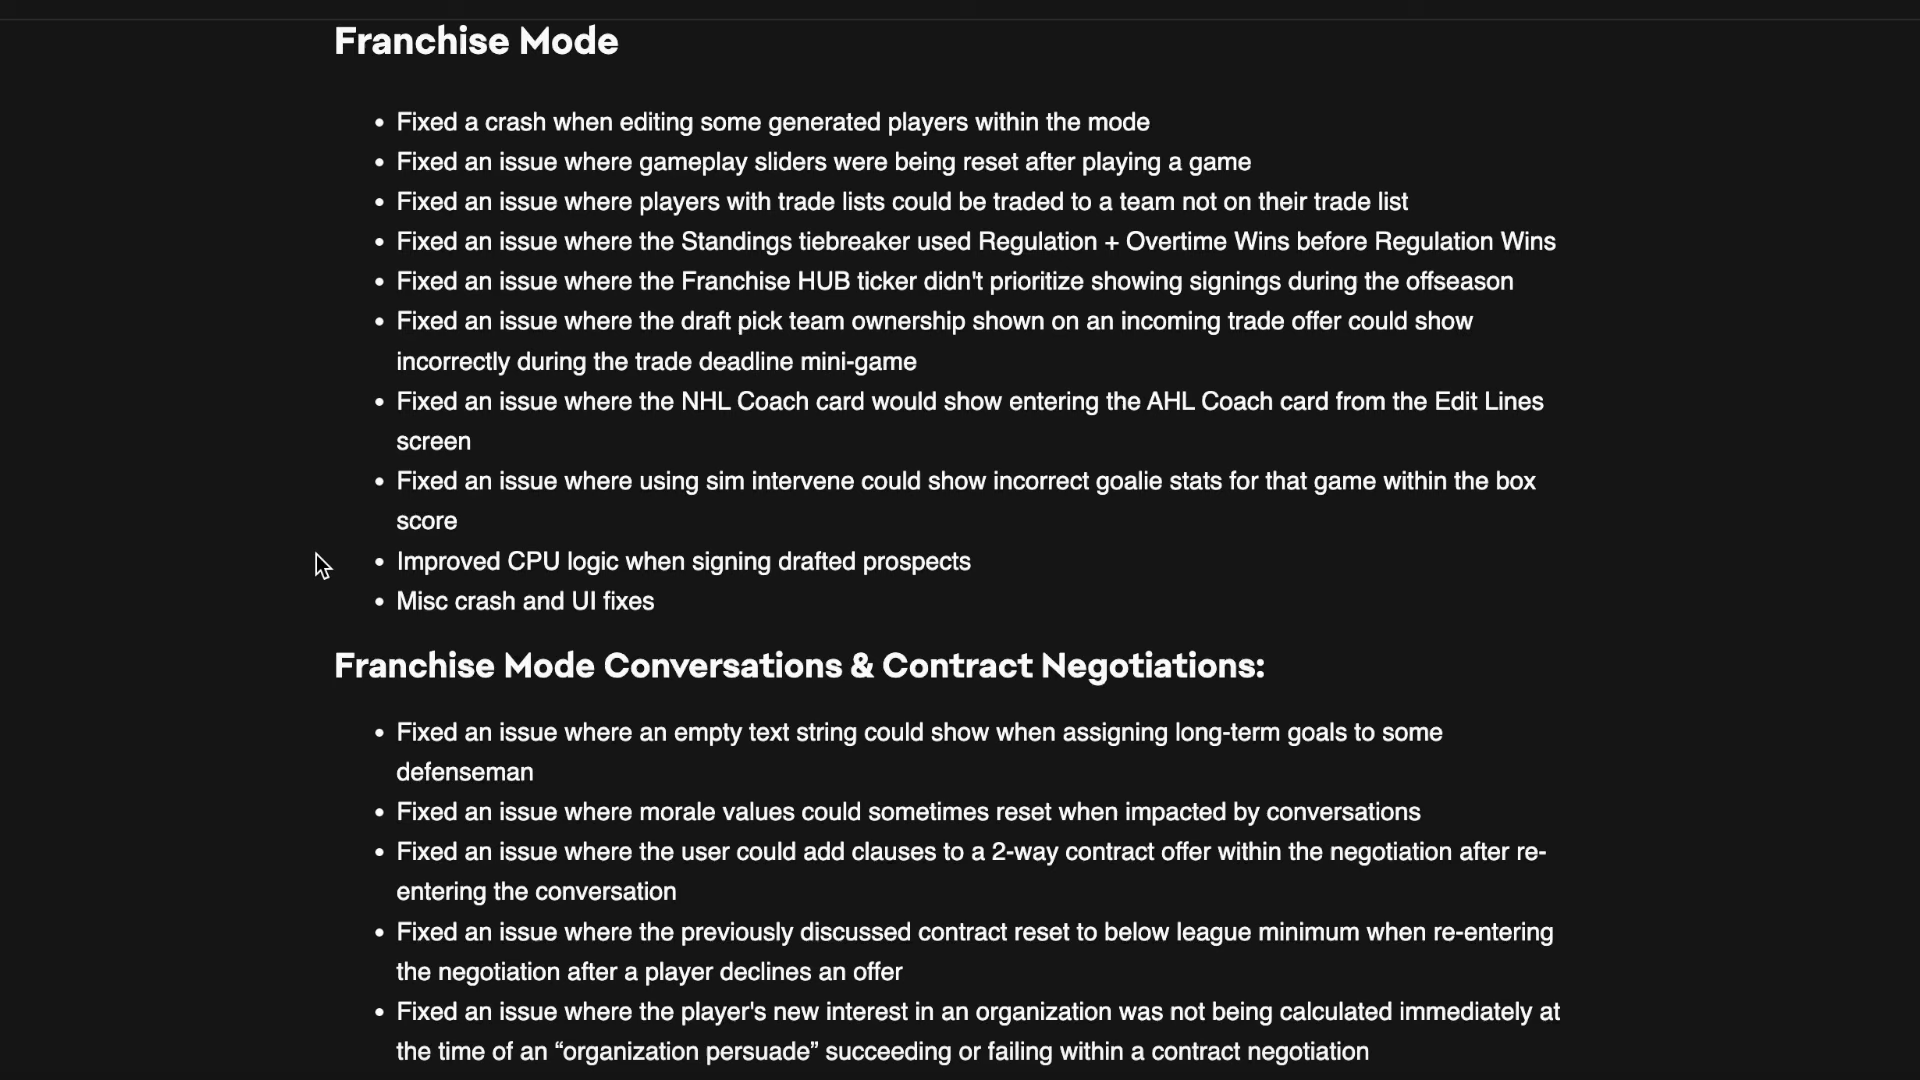 Franchise Mode
• Fixed a crash when editing some generated players within the mode
• Fixed an issue where gameplay sliders were being reset after playing a game
• Fixed an issue where players with trade lists could be traded to a team not on their trade list
• Fixed an issue where the Standings tiebreaker used Regulation + Overtime Wins before Regulation Wins
• Fixed an issue where the Franchise HUB ticker didn't prioritize showing signings during the offseason
• Fixed an issue where the draft pick team ownership shown on an incoming trade offer could show
incorrectly during the trade deadline mini-game
• Fixed an issue where the NHL Coach card would show entering the AHL Coach card from the Edit Lines
screen
• Fixed an issue where using sim intervene could show incorrect goalie stats for that game within the box
score
• Improved CPU logic when signing drafted prospects
• Misc crash and UI fixes
Franchise Mode Conversations & Contract Negotiations:
• Fixed an issue where an empty text string could show when assigning long-term goals to some
defenseman
• Fixed an issue where morale values could sometimes reset when impacted by conversations
• Fixed an issue where the user could add clauses to a 2-way contract offer within the negotiation after re-
entering the conversation
• Fixed an issue where the previously discussed contract reset to below league minimum when re-entering
the negotiation after a player declines an offer
• Fixed an issue where the player's new interest in an organization was not being calculated immediately at
the time of an “organization persuade” succeeding or failing within a contract negotiation